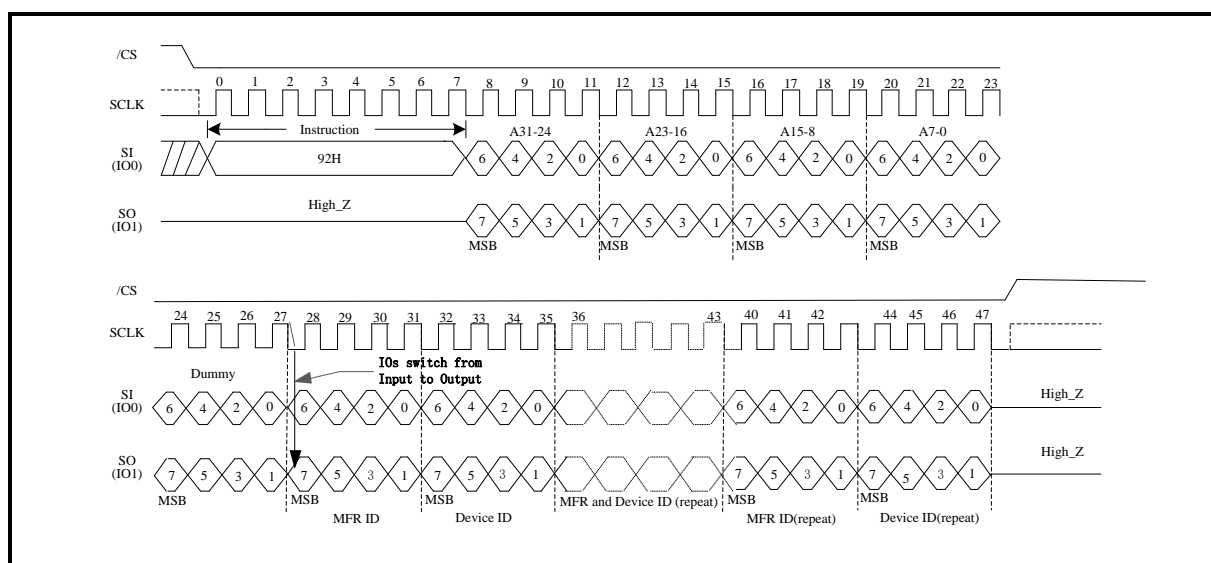 /CS
0 1 2 3 4 5 6 7 8 9 10 11 12 13 14 15 16 17 18 19 20 21 22 23
SCLK
Instruction A31-24 A23-16 A15-8 A7-0
SI
(IO0)
92H 6 4 2 0 6 4 2 0 6 4 2 0 6 4 2 0
High_Z
SO
(IO1)
7 5 3 1 7 5 3 1 7 5 3 1 7 5 3 1
MSB MSB MSB MSB
/CS
24 25 26 27 28 29 30 31 32 33 34 35 36 43 40 41 42 44 45 46 47
SCLK
IOs switch from
Input to Output
Dummy
SI
(IO0)
6 4 2 0 6 4 2 0 6 4 2 0 6 4 2 0 6 4 2 0 High_Z
SO
(IO1)
7 5 3 1 7 5 3 1 7 5 3 1 7 5 3 1 7 5 3 1 High_Z
MSB MSB MSB MFR and Device ID (repeat) MSB MSB
MFR ID Device ID MFR ID(repeat) Device ID(repeat)